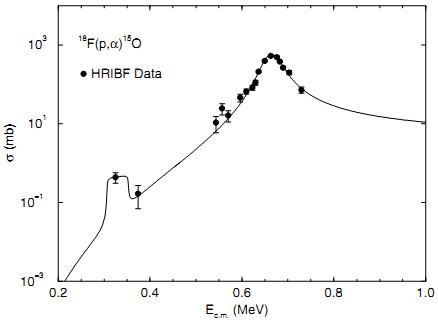 ¹⁸F(p,α)¹⁵O
HRIBF Data
σ (mb)
10³
10¹
10⁻¹
10⁻³
0.2 0.4 0.6 0.8 1.0
E_c.m. (MeV)